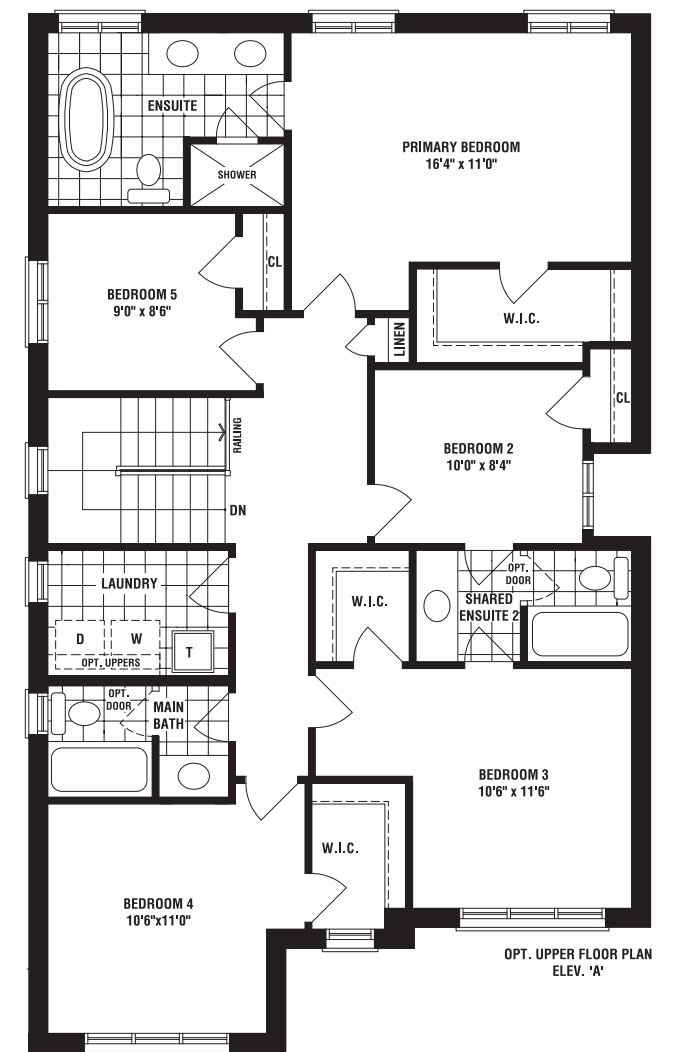 ENSUITE
PRIMARY BEDROOM
16'4" x 11'0"
SHOWER
CL
BEDROOM 5
9'0" x 8'6"
W.I.C.
LINEN
CL
RAILING
BEDROOM 2
10'0" x 8'4"
DN
LAUNDRY
D
W
T
OPT. UPPERS
W.I.C.
OPT.
DOOR
SHARED
ENSUITE 2
OPT.
DOOR
MAIN
BATH
BEDROOM 3
10'6" x 11'6"
W.I.C.
BEDROOM 4
10'6"x11'0"
OPT. UPPER FLOOR PLAN
ELEV. 'A'